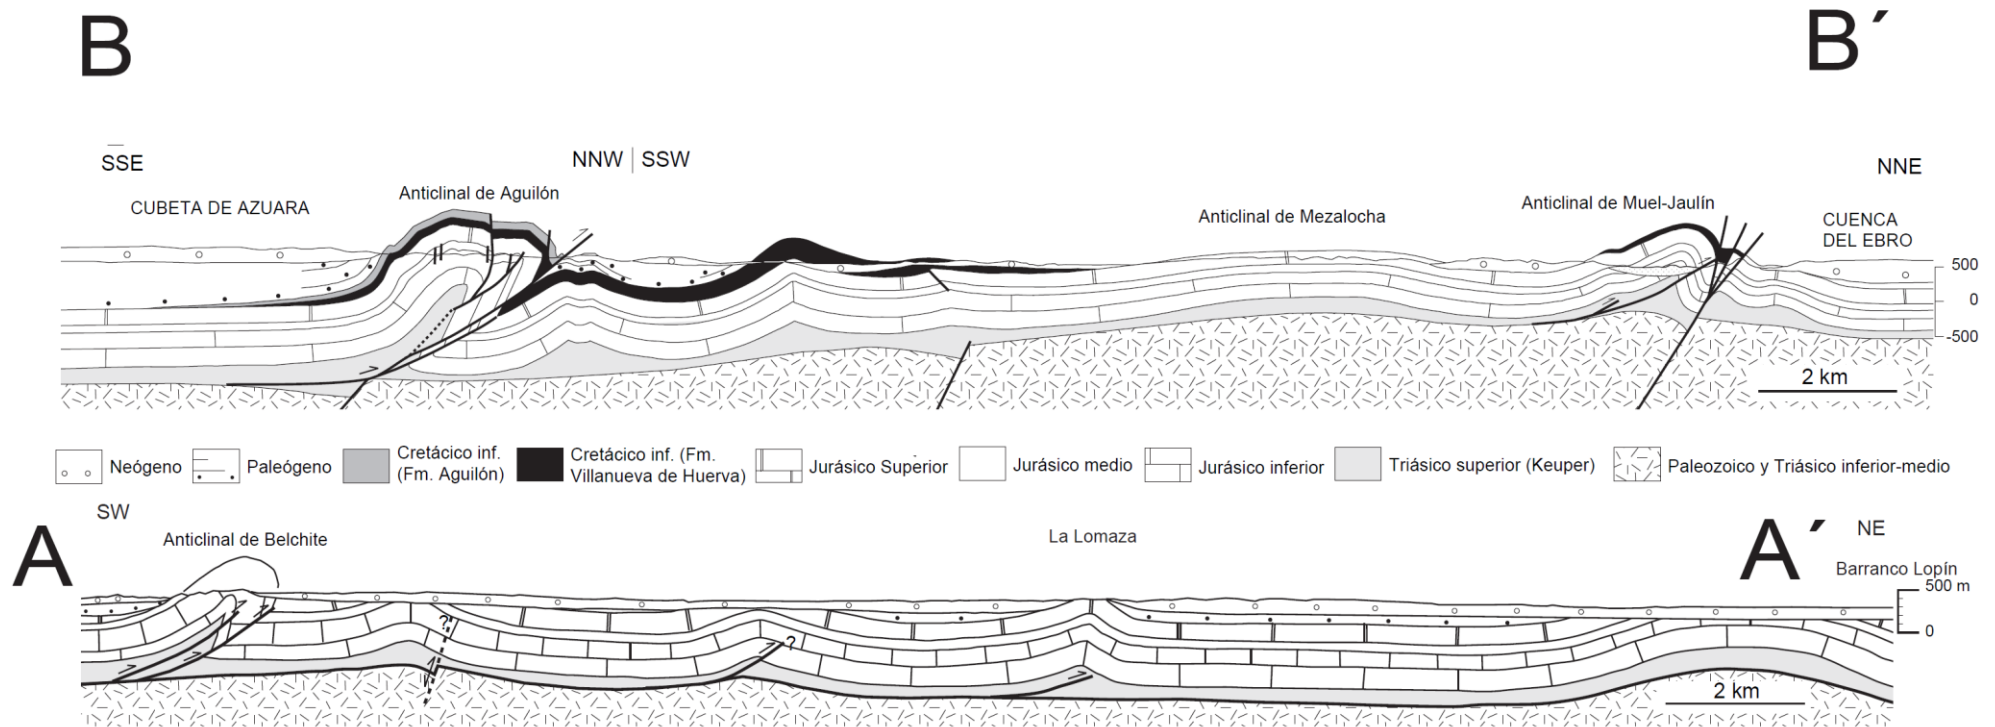 B
B´
SSE
NNW | SSW
NNE
CUBETA DE AZUARA
Anticlinal de Aguilón
Anticlinal de Mezalocha
Anticlinal de Muel-Jaulín
CUENCA
DEL EBRO
500
0
-500
2 km
Neógeno
Paleógeno
Cretácico inf.
(Fm. Aguilón)
Cretácico inf. (Fm.
Villanueva de Huerva)
Jurásico Superior
Jurásico medio
Jurásico inferior
Triásico superior (Keuper)
Paleozoico y Triásico inferior-medio
A
SW
Anticlinal de Belchite
La Lomaza
A´
NE
Barranco Lopín
500 m
0
?
?
2 km